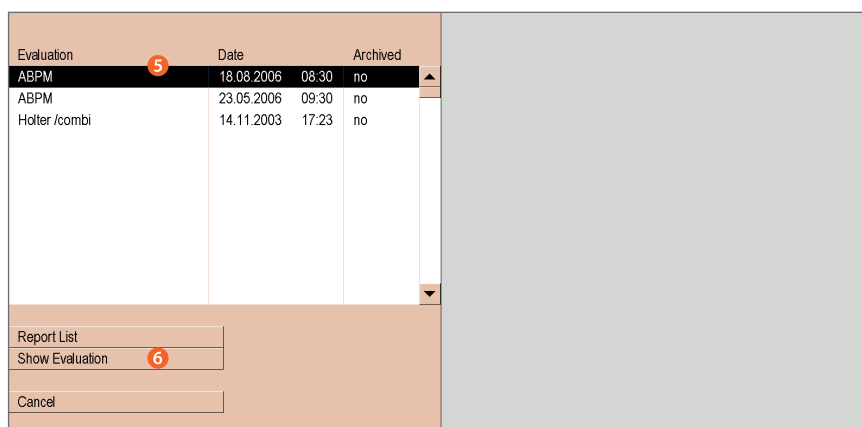 Evaluation Date Archived
5
ABPM 18.08.2006 08:30 no
ABPM 23.05.2006 09:30 no
Holter /combi 14.11.2003 17:23 no
Report List
Show Evaluation 6
Cancel